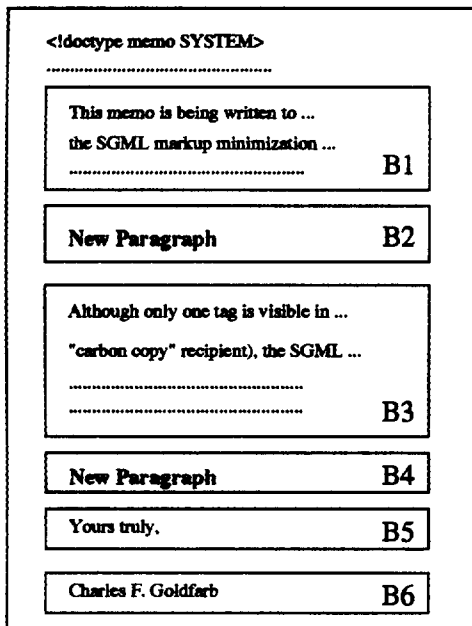 <!doctype memo SYSTEM>
................................................
This memo is being written to ...
the SGML markup minimization ...
..................................................
B1
New Paragraph B2
Although only one tag is visible in ...
"carbon copy" recipient), the SGML ...
..................................................
..................................................
B3
New Paragraph B4
Yours truly, B5
Charles F. Goldfarb B6